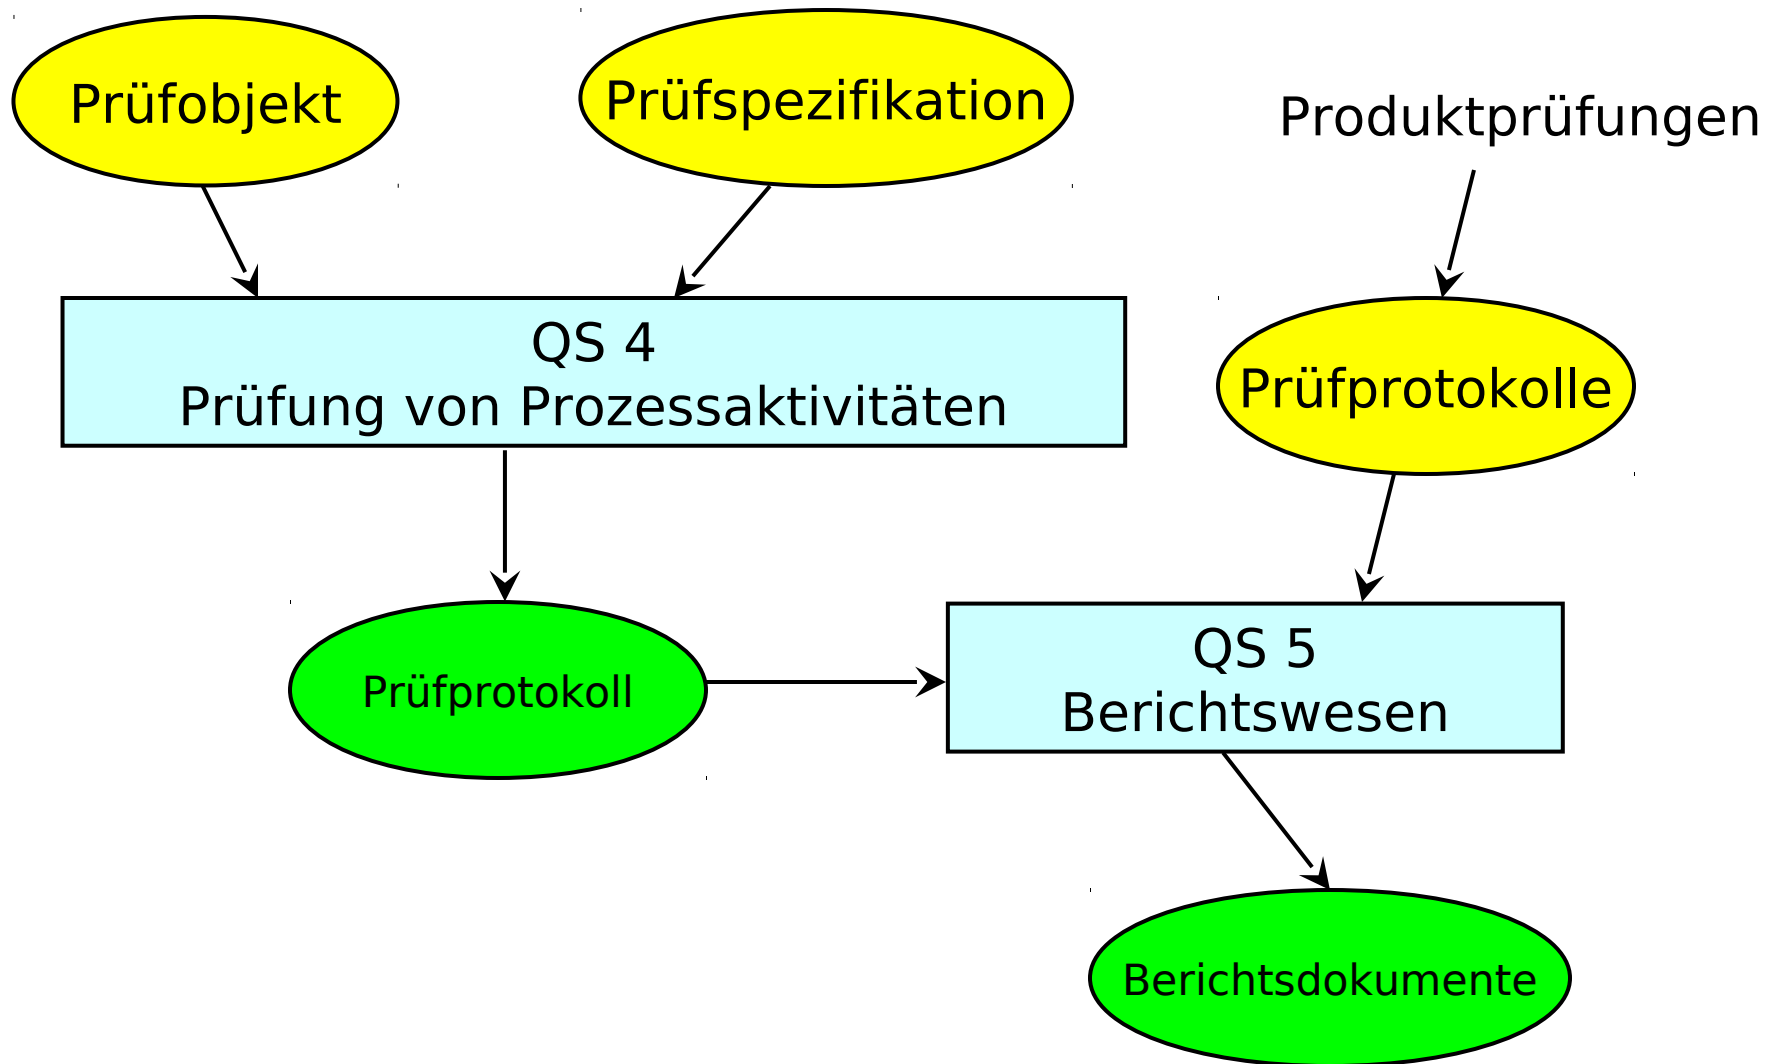 Prüfobjekt
Prüfspezifikation
Produktprüfungen
QS 4
Prüfung von Prozessaktivitäten
Prüfprotokolle
Prüfprotokoll
QS 5
Berichtswesen
Berichtsdokumente